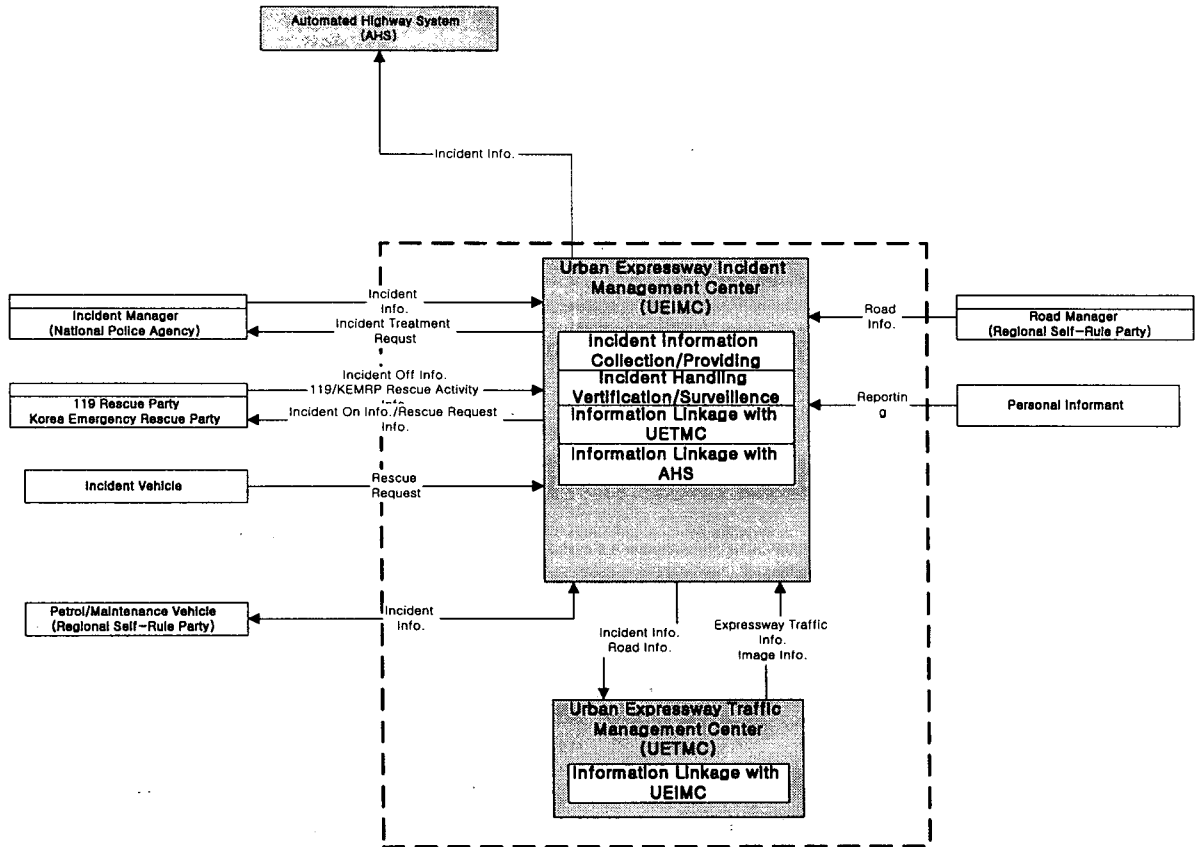 Automated Highway System
(AHS)
Incident Info.
Urban Expressway Incident
Management Center
(UEIMC)
Incident Information
Collection/Providing
Incident Handling
Vertification/Surveillence
Information Linkage with
UETMC
Information Linkage with
AHS
Incident
Info.
Incident Manager
(National Police Agency)
Incident Treatment
Requst
Incident Off Info.
119/KEMRP Rescue Activity
119 Rescue Party
Korea Emergency Rescue Party
Incident On Info./Rescue Request
Info.
Incident Vehicle
Rescue
Request
Petrol/Maintenance Vehicle
(Regional Self-Rule Party)
Incident
Info.
Road
Info.
Road Manager
(Regional Self-Rule Party)
Reportin
g
Personal Informant
Incident Info.
Road Info.
Expressway Traffic
Info.
Image Info.
Urban Expressway Traffic
Management Center
(UETMC)
Information Linkage with
UEIMC